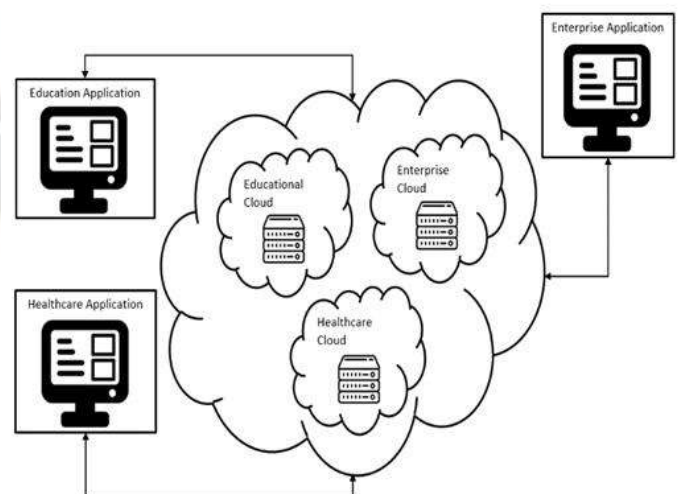 Enterprise Application
Education Application
Educational
Cloud
Enterprise
Cloud
Healthcare Application
Healthcare
Cloud